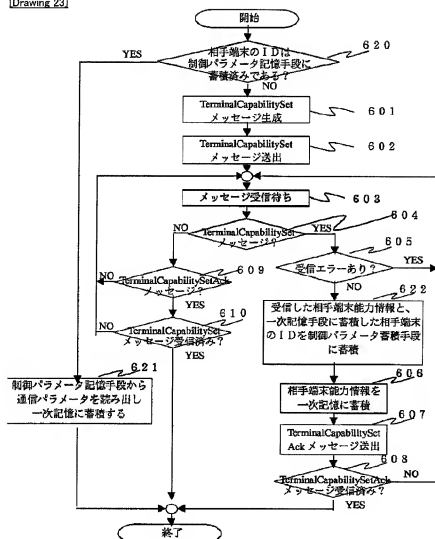 [Drawing 23]
開始
620
相手端末のIDは
制御パラメータ記憶手段に
蓄積済みである？
YES
NO
TerminalCapabilitySet
メッセージ生成
601
TerminalCapabilitySet
メッセージ送出
602
メッセージ受信待ち
603
604
NO
TerminalCapabilitySet
メッセージ？
YES
605
609
TerminalCapabilitySetAck
メッセージ？
NO
YES
受信エラーあり？
YES
NO
610
TerminalCapabilitySet
メッセージ受信済み？
NO
YES
622
受信した相手端末能力情報と、
一次記憶手段に蓄積した相手端末
のIDを制御パラメータ蓄積手段
に蓄積
621
制御パラメータ記憶手段から
通信パラメータを読み出し
一次記憶に蓄積する
606
相手端末能力情報を
一次記憶に蓄積
607
TerminalCapabilitySet
Ackメッセージ送出
608
TerminalCapabilitySetAck
メッセージ受信済み？
NO
YES
終了